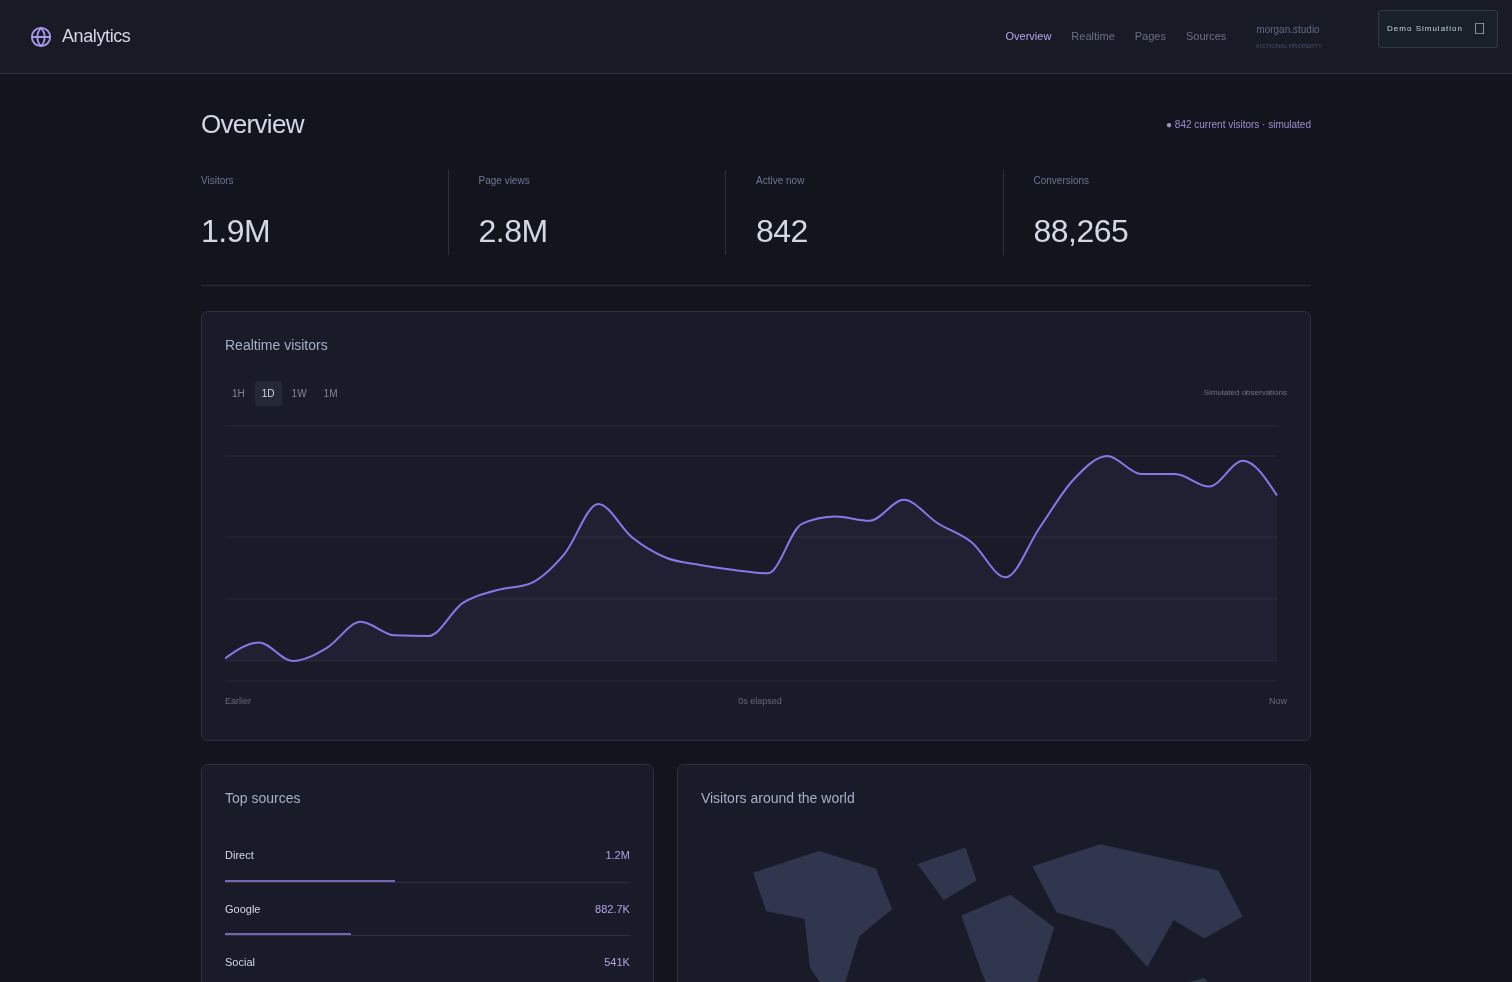 Analytics
Overview
Realtime
Pages
Sources
morgan.studio
FICTIONAL PROPERTY
Demo Simulation
Overview
● 842 current visitors · simulated
Visitors
Page views
Active now
Conversions
1.9M
2.8M
842
88,265
Realtime visitors
1H
1D
1W
1M
Simulated observations
Earlier
0s elapsed
Now
Top sources
Direct
1.2M
Google
882.7K
Social
541K
Visitors around the world